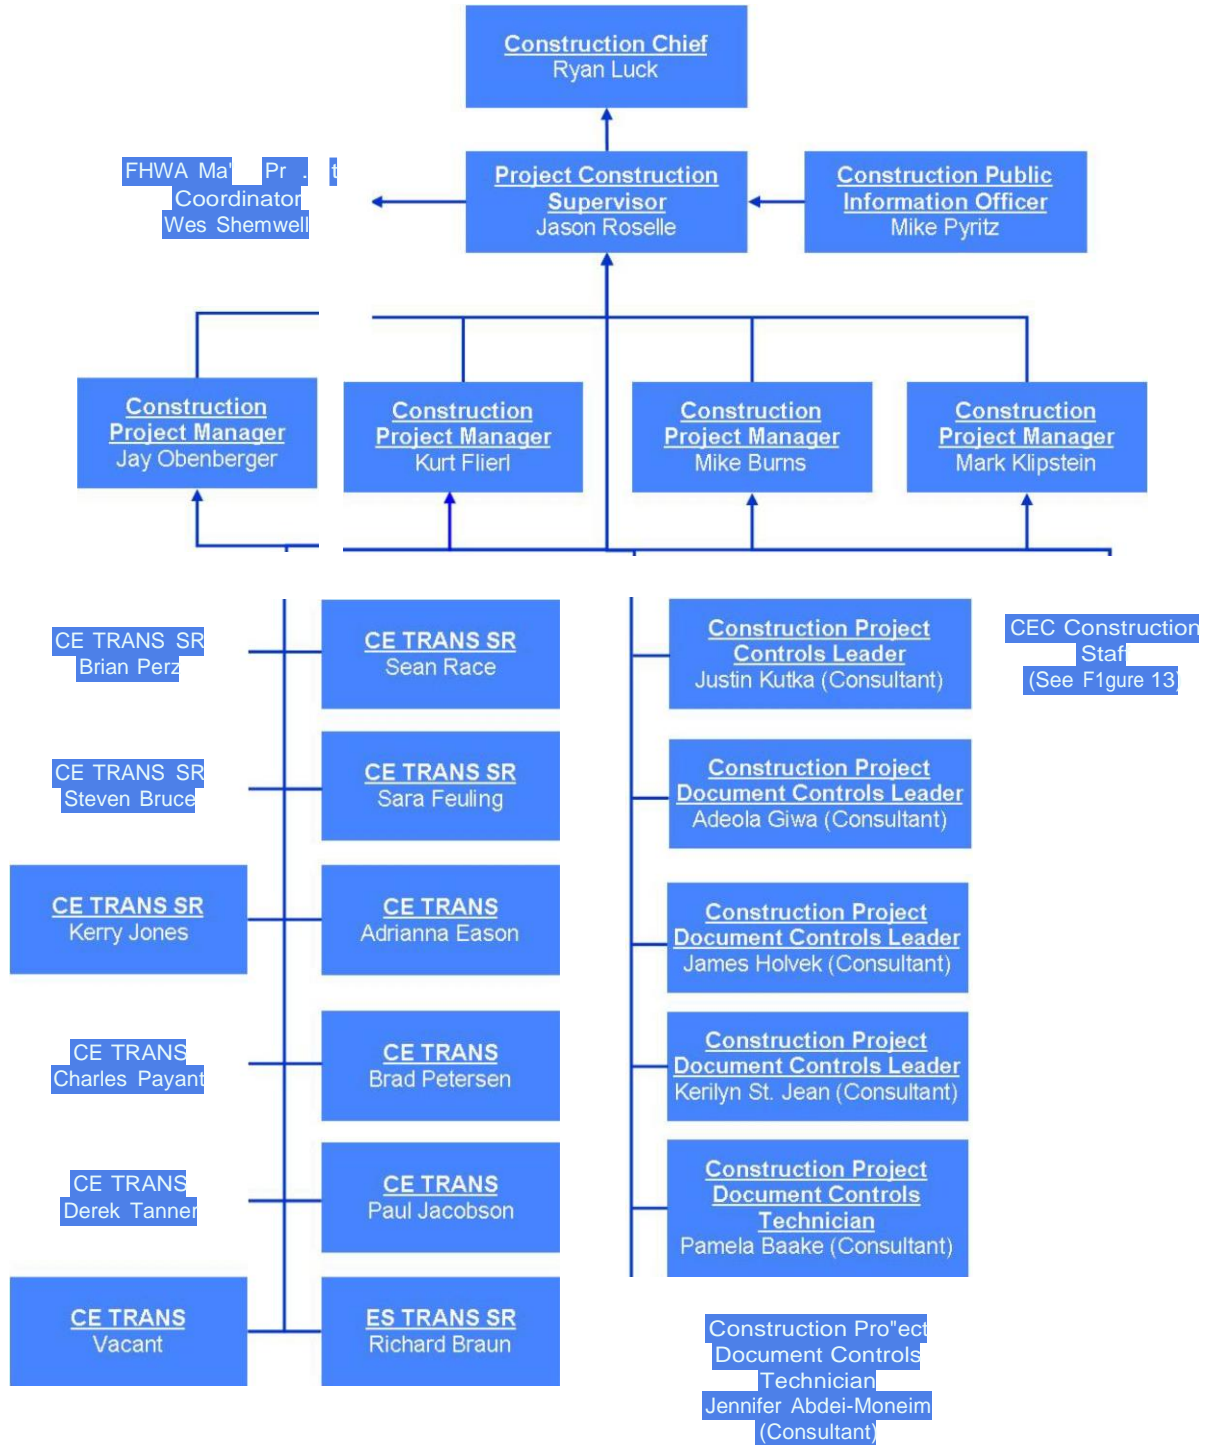 Construction Chief
Ryan Luck
FHWA Ma' Pr . t
Coordinator
Wes Shemwell
Project Construction
Supervisor
Jason Roselle
Construction Public
Information Officer
Mike Pyritz
Construction
Project Manager
Jay Obenberger
Construction
Project Manager
Kurt Flierl
Construction
Project Manager
Mike Burns
Construction
Project Manager
Mark Klipstein
CE TRANS SR
Brian Perz
CE TRANS SR
Sean Race
CE TRANS SR
Steven Bruce
CE TRANS SR
Sara Feuling
CE TRANS SR
Kerry Jones
CE TRANS
Adrianna Eason
CE TRANS
Charles Payant
CE TRANS
Brad Petersen
CE TRANS
Derek Tanner
CE TRANS
Paul Jacobson
CE TRANS
Vacant
ES TRANS SR
Richard Braun
Construction Project
Controls Leader
Justin Kutka (Consultant)
Construction Project
Document Controls Leader
Adeola Giwa (Consultant)
Construction Project
Document Controls Leader
James Holvek (Consultant)
Construction Project
Document Controls Leader
Kerilyn St. Jean (Consultant)
Construction Project
Document Controls
Technician
Pamela Baake (Consultant)
Construction Pro"ect
Document Controls
Technician
Jennifer Abdei-Moneim
(Consultant)
CEC Construction
Staf
(See F1gure 13)